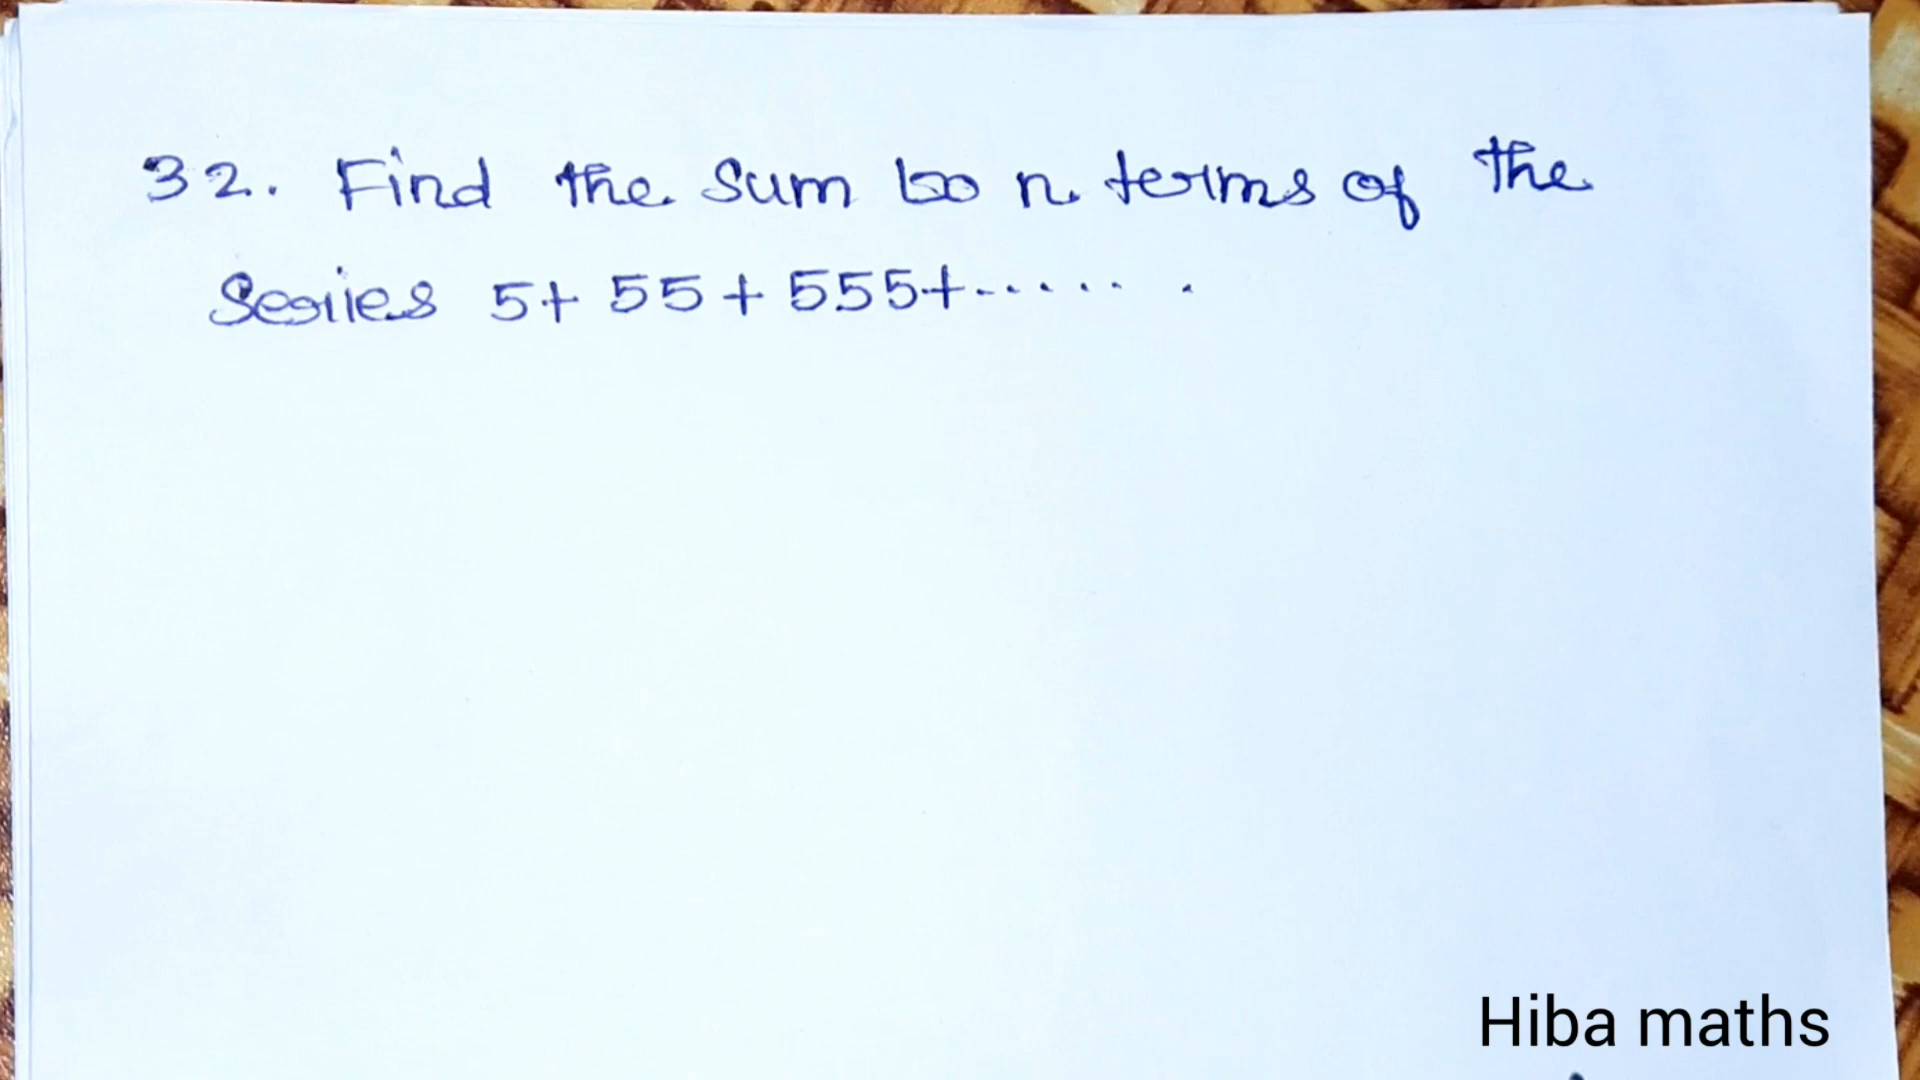 32. Find the sum to n terms of the
Series 5+ 55 + 555+...... .
Hiba maths